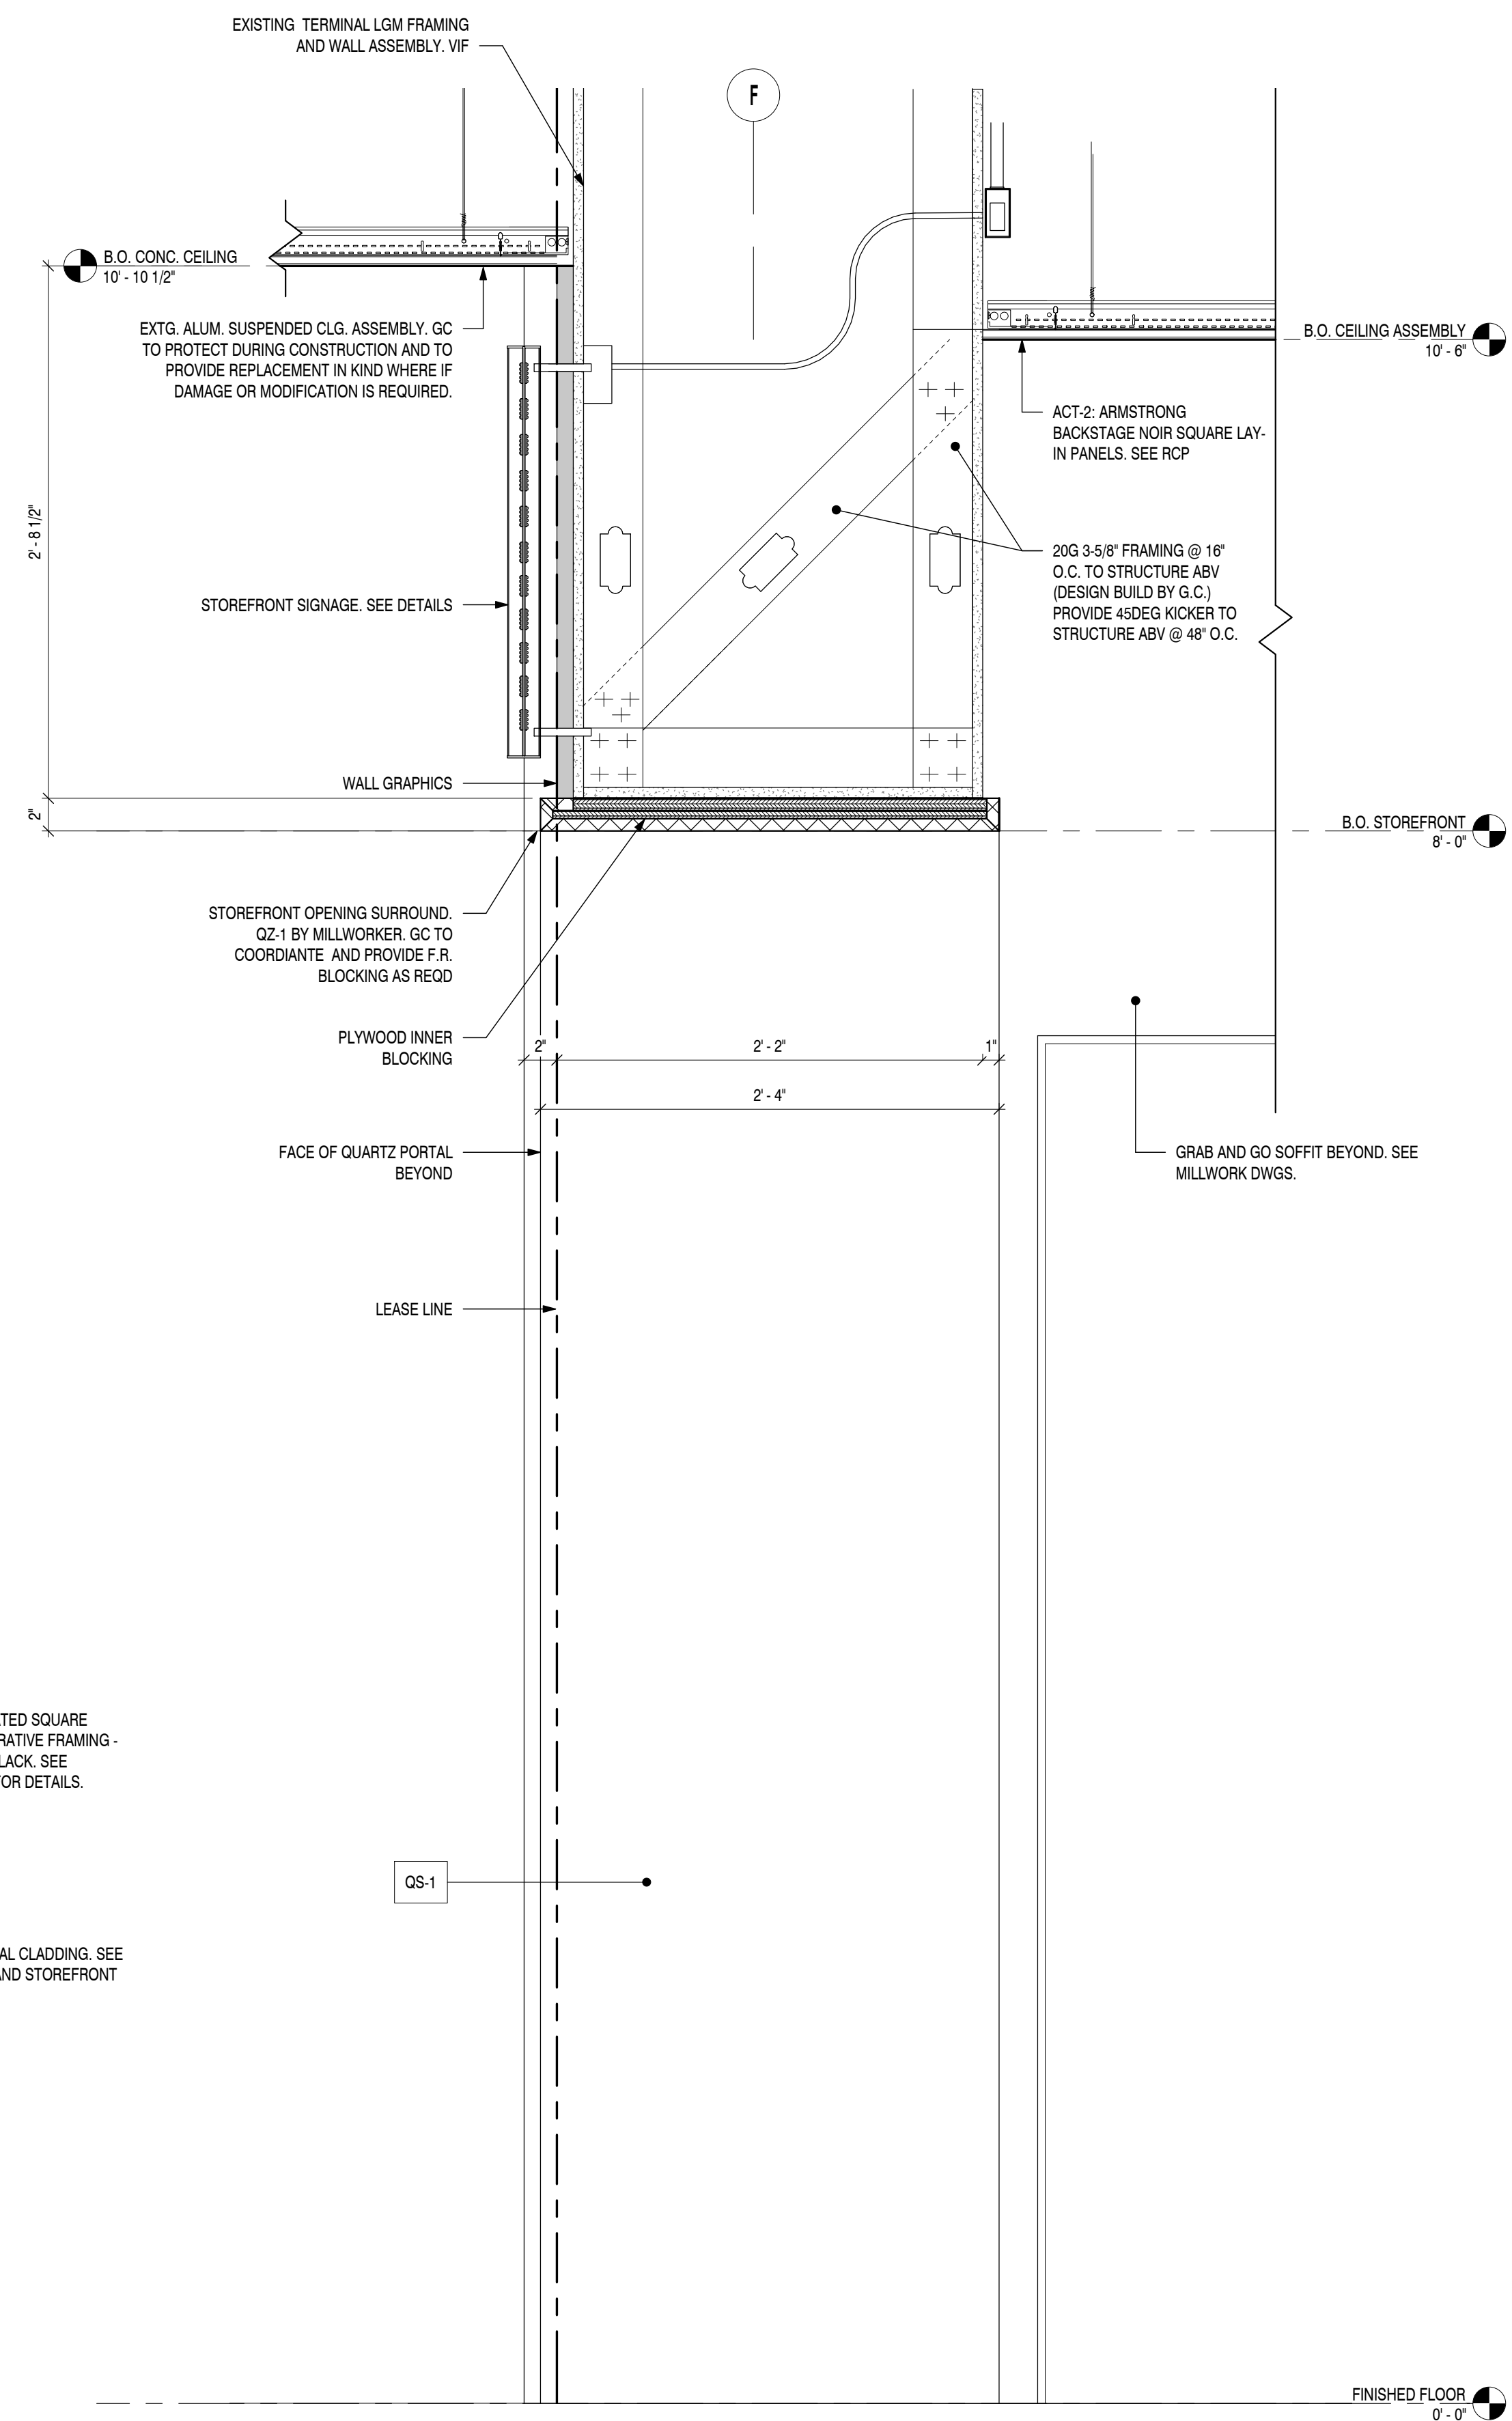 EXISTING TERMINAL LGM FRAMING
AND WALL ASSEMBLY. VIF
F
B.O. CONC. CEILING
10' - 10 1/2"
EXTG. ALUM. SUSPENDED CLG. ASSEMBLY. GC
TO PROTECT DURING CONSTRUCTION AND TO
PROVIDE REPLACEMENT IN KIND WHERE IF
DAMAGE OR MODIFICATION IS REQUIRED.
B.O. CEILING ASSEMBLY
10' - 6"
ACT-2: ARMSTRONG
BACKSTAGE NOIR SQUARE LAY-
IN PANELS. SEE RCP
2' - 8 1/2"
20G 3-5/8" FRAMING @ 16"
O.C. TO STRUCTURE ABV
(DESIGN BUILD BY G.C.)
PROVIDE 45DEG KICKER TO
STRUCTURE ABV @ 48" O.C.
STOREFRONT SIGNAGE. SEE DETAILS
WALL GRAPHICS
2"
B.O. STOREFRONT
8' - 0"
STOREFRONT OPENING SURROUND.
QZ-1 BY MILLWORKER. GC TO
COORDIANTE AND PROVIDE F.R.
BLOCKING AS REQD
PLYWOOD INNER
BLOCKING
2"
2' - 2"
1"
2' - 4"
FACE OF QUARTZ PORTAL
BEYOND
GRAB AND GO SOFFIT BEYOND. SEE
MILLWORK DWGS.
LEASE LINE
TED SQUARE
RATIVE FRAMING -
LACK. SEE
OR DETAILS.
QS-1
AL CLADDING. SEE
AND STOREFRONT
FINISHED FLOOR
0' - 0"